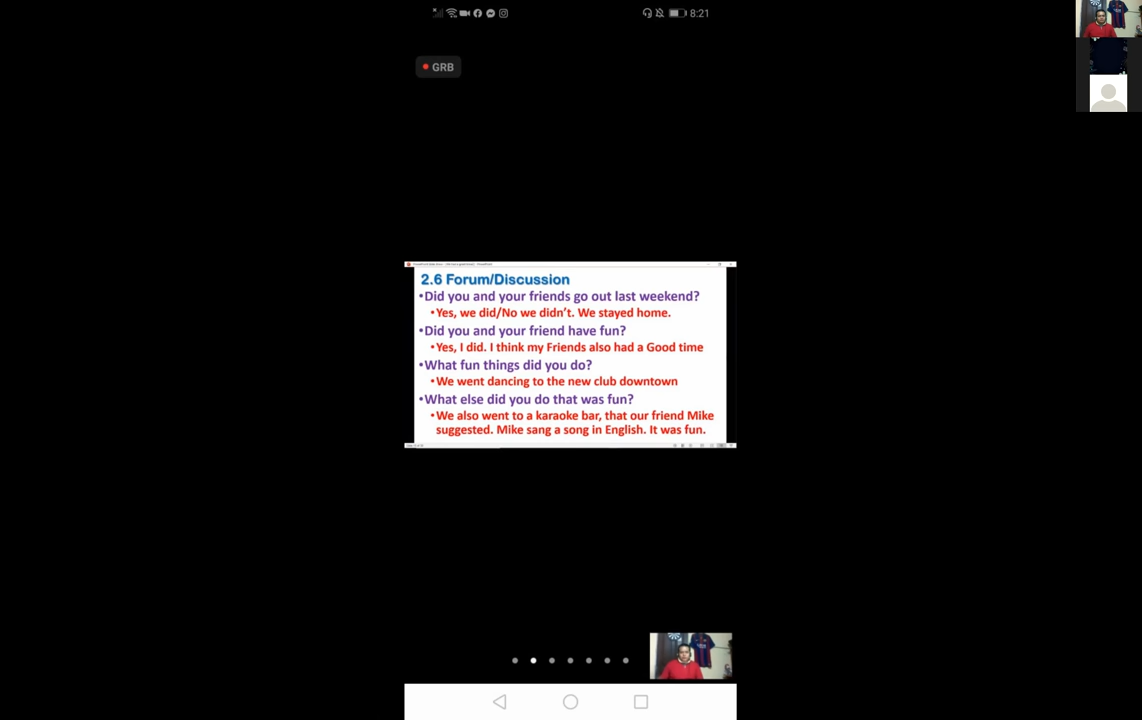 8:21
GRB
2.6 Forum/Discussion
•Did you and your friends go out last weekend?
•Yes, we did/No we didn't. We stayed home.
•Did you and your friend have fun?
•Yes, I did. I think my Friends also had a Good time
•What fun things did you do?
•We went dancing to the new club downtown
•What else did you do that was fun?
•We also went to a karaoke bar, that our friend Mike
suggested. Mike sang a song in English. It was fun.